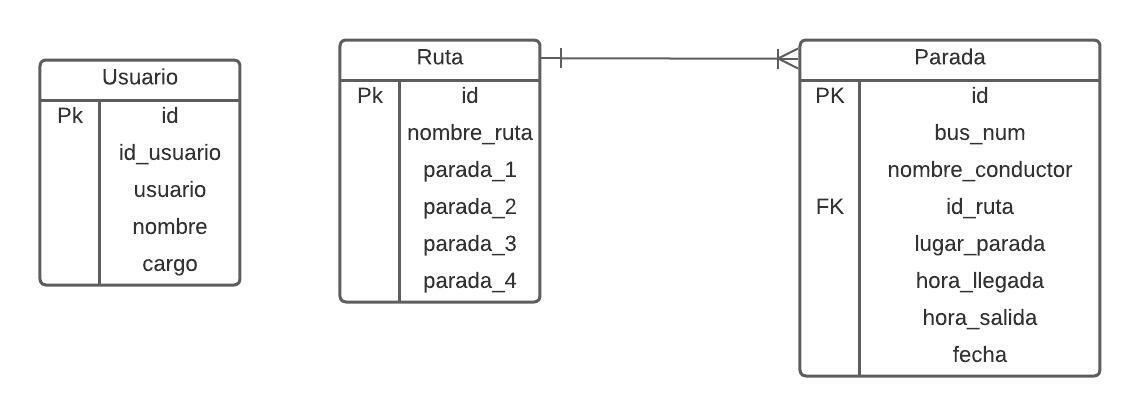 Usuario
Pk id
id_usuario
usuario
nombre
cargo
Ruta
Pk id
nombre_ruta
parada_1
parada_2
parada_3
parada_4
Parada
PK id
bus_num
nombre_conductor
FK id_ruta
lugar_parada
hora_llegada
hora_salida
fecha